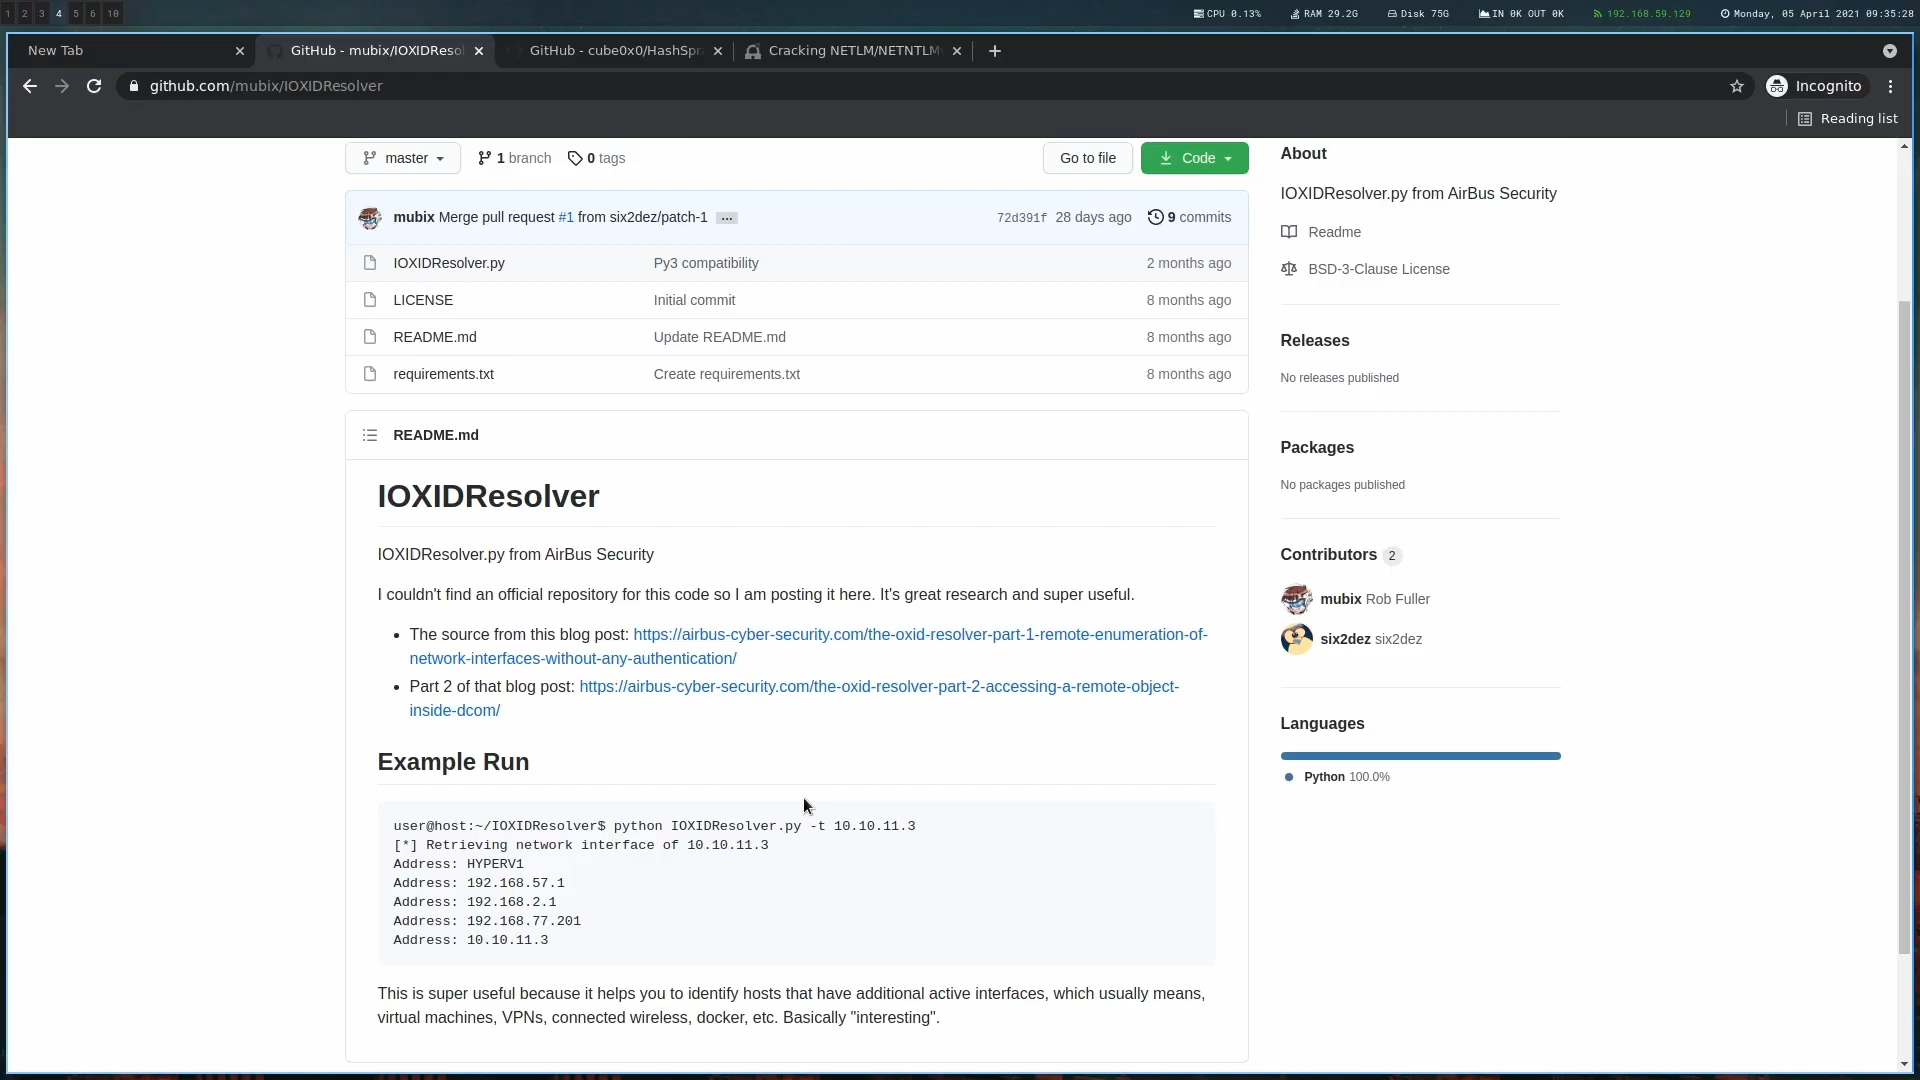 1 2 3 4 5 6 10
CPU 0.13% RAM 29.2G Disk 75G IN 0K OUT 0K 192.168.59.129 Monday, 05 April 2021 09:35:28
New Tab GitHub - mubix/IOXIDReso GitHub - cube0x0/HashSpr Cracking NETLM/NETNTLM
github.com/mubix/IOXIDResolver Incognito
Reading list
master 1 branch 0 tags Go to file Code
mubix Merge pull request #1 from six2dez/patch-1 ... 72d391f 28 days ago 9 commits
IOXIDResolver.py Py3 compatibility 2 months ago
LICENSE Initial commit 8 months ago
README.md Update README.md 8 months ago
requirements.txt Create requirements.txt 8 months ago
README.md
IOXIDResolver
IOXIDResolver.py from AirBus Security
I couldn't find an official repository for this code so I am posting it here. It's great research and super useful.
• The source from this blog post: https://airbus-cyber-security.com/the-oxid-resolver-part-1-remote-enumeration-of-
network-interfaces-without-any-authentication/
• Part 2 of that blog post: https://airbus-cyber-security.com/the-oxid-resolver-part-2-accessing-a-remote-object-
inside-dcom/
Example Run
user@host:~/IOXIDResolver$ python IOXIDResolver.py -t 10.10.11.3
[*] Retrieving network interface of 10.10.11.3
Address: HYPERV1
Address: 192.168.57.1
Address: 192.168.2.1
Address: 192.168.77.201
Address: 10.10.11.3
This is super useful because it helps you to identify hosts that have additional active interfaces, which usually means,
virtual machines, VPNs, connected wireless, docker, etc. Basically "interesting".
About
IOXIDResolver.py from AirBus Security
Readme
BSD-3-Clause License
Releases
No releases published
Packages
No packages published
Contributors 2
mubix Rob Fuller
six2dez six2dez
Languages
Python 100.0%